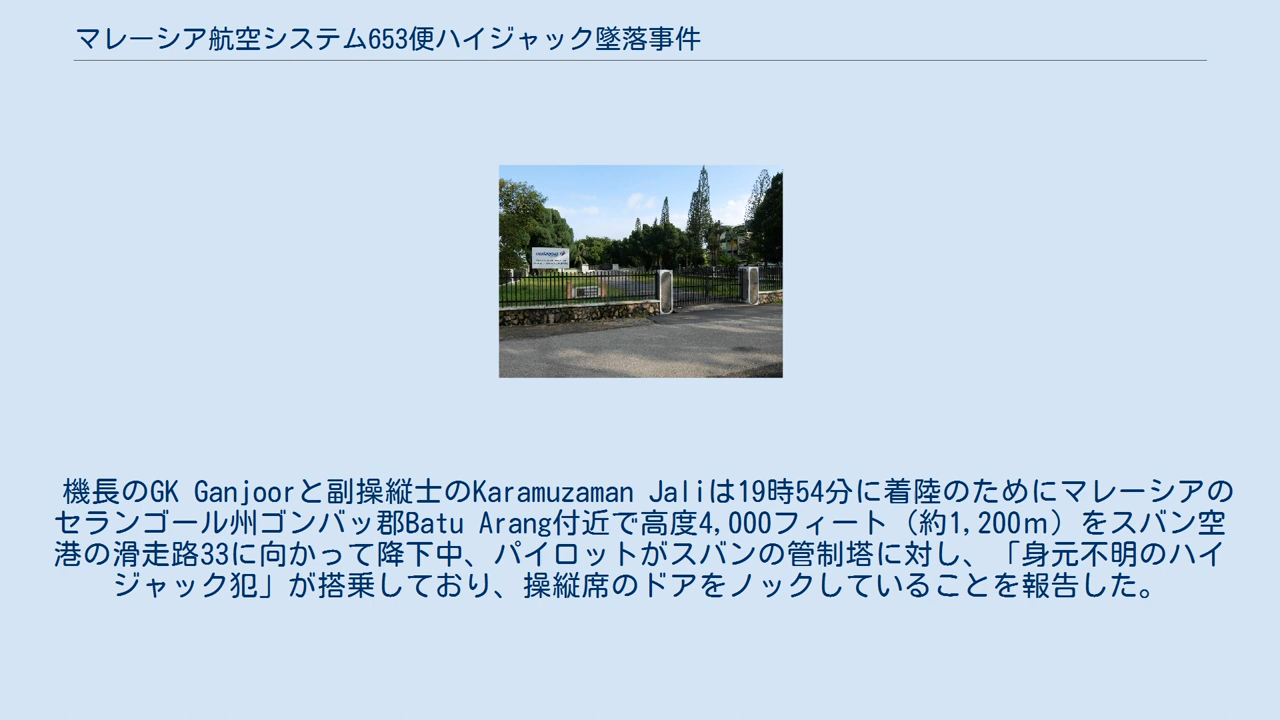 マレーシア航空システム653便ハイジャック墜落事件
機長のGK Ganjoorと副操縦士のKaramuzaman Jaliは19時54分に着陸のためにマレーシアの
セランゴール州ゴンバッ郡Batu Arang付近で高度4,000フィート（約1,200m）をスバン空
港の滑走路33に向かって降下中、パイロットがスバンの管制塔に対し、「身元不明のハイ
ジャック犯」が搭乗しており、操縦席のドアをノックしていることを報告した。